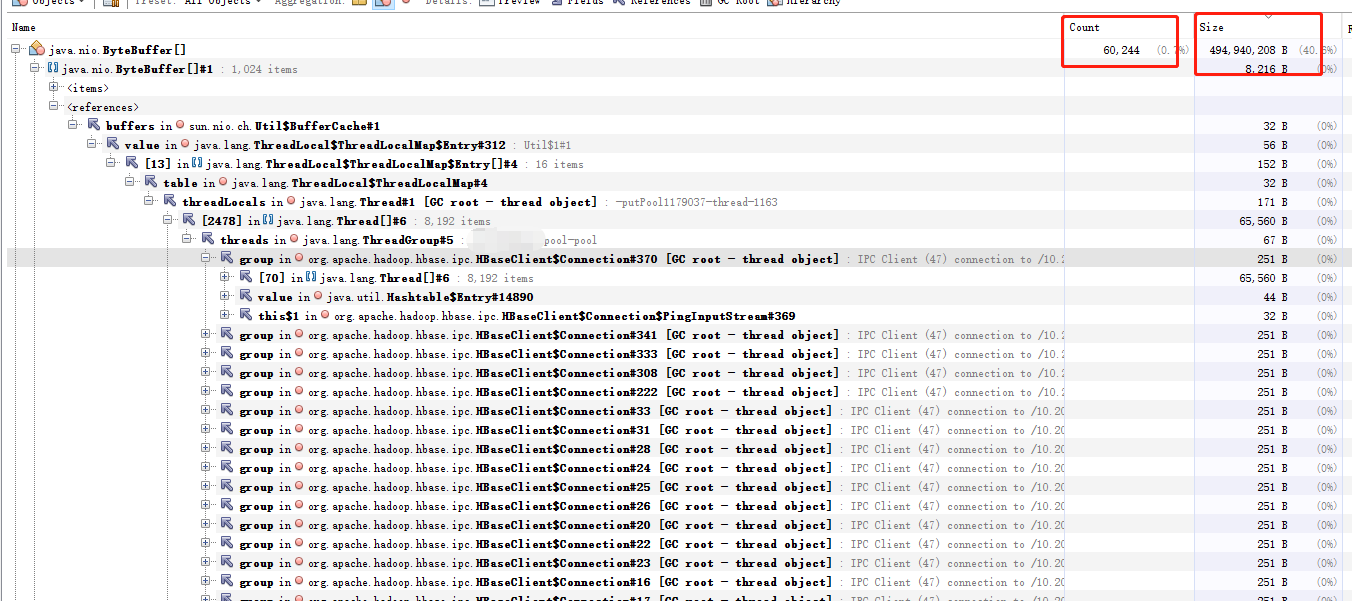 Preset: All Objects Aggregation: Details: Preview Fields References GC Root Hierarchy
Name Count Size
java.nio.ByteBuffer[] 60,244 (0. %) 494,940,208 B (40. %)
java.nio.ByteBuffer[]#1 : 1,024 items 8,216 B (0%)
<items>
<references>
buffers in sun.nio.ch.Util$BufferCache#1 32 B (0%)
value in java.lang.ThreadLocal$ThreadLocalMap$Entry#312 : Util$1#1 56 B (0%)
[13] in java.lang.ThreadLocal$ThreadLocalMap$Entry[]#4 : 16 items 152 B (0%)
table in java.lang.ThreadLocal$ThreadLocalMap#4 32 B (0%)
threadLocals in java.lang.Thread#1 [GC root - thread object] : -putPool1179037-thread-1163 171 B (0%)
[2478] in java.lang.Thread[]#6 : 8,192 items 65,560 B (0%)
threads in java.lang.ThreadGroup#5 : pool-pool 67 B (0%)
group in org.apache.hadoop.hbase.ipc.HBaseClient$Connection#370 [GC root - thread object] : IPC Client (47) connection to /10.2 251 B (0%)
[70] in java.lang.Thread[]#6 : 8,192 items 65,560 B (0%)
value in java.util.Hashtable$Entry#14890 44 B (0%)
this$1 in org.apache.hadoop.hbase.ipc.HBaseClient$Connection$PingInputStream#369 32 B (0%)
group in org.apache.hadoop.hbase.ipc.HBaseClient$Connection#341 [GC root - thread object] : IPC Client (47) connection to /10.2 251 B (0%)
group in org.apache.hadoop.hbase.ipc.HBaseClient$Connection#333 [GC root - thread object] : IPC Client (47) connection to /10.2 251 B (0%)
group in org.apache.hadoop.hbase.ipc.HBaseClient$Connection#308 [GC root - thread object] : IPC Client (47) connection to /10.2 251 B (0%)
group in org.apache.hadoop.hbase.ipc.HBaseClient$Connection#222 [GC root - thread object] : IPC Client (47) connection to /10.2 251 B (0%)
group in org.apache.hadoop.hbase.ipc.HBaseClient$Connection#33 [GC root - thread object] : IPC Client (47) connection to /10.20 251 B (0%)
group in org.apache.hadoop.hbase.ipc.HBaseClient$Connection#31 [GC root - thread object] : IPC Client (47) connection to /10.20 251 B (0%)
group in org.apache.hadoop.hbase.ipc.HBaseClient$Connection#28 [GC root - thread object] : IPC Client (47) connection to /10.20 251 B (0%)
group in org.apache.hadoop.hbase.ipc.HBaseClient$Connection#24 [GC root - thread object] : IPC Client (47) connection to /10.20 251 B (0%)
group in org.apache.hadoop.hbase.ipc.HBaseClient$Connection#25 [GC root - thread object] : IPC Client (47) connection to /10.20 251 B (0%)
group in org.apache.hadoop.hbase.ipc.HBaseClient$Connection#26 [GC root - thread object] : IPC Client (47) connection to /10.20 251 B (0%)
group in org.apache.hadoop.hbase.ipc.HBaseClient$Connection#20 [GC root - thread object] : IPC Client (47) connection to /10.20 251 B (0%)
group in org.apache.hadoop.hbase.ipc.HBaseClient$Connection#22 [GC root - thread object] : IPC Client (47) connection to /10.20 251 B (0%)
group in org.apache.hadoop.hbase.ipc.HBaseClient$Connection#23 [GC root - thread object] : IPC Client (47) connection to /10.20 251 B (0%)
group in org.apache.hadoop.hbase.ipc.HBaseClient$Connection#16 [GC root - thread object] : IPC Client (47) connection to /10.20 251 B (0%)
group in org.apache.hadoop.hbase.ipc.HBaseClient$Connection#17 [GC root - thread object] : IPC Client (47) connection to /10.20 251 B (0%)